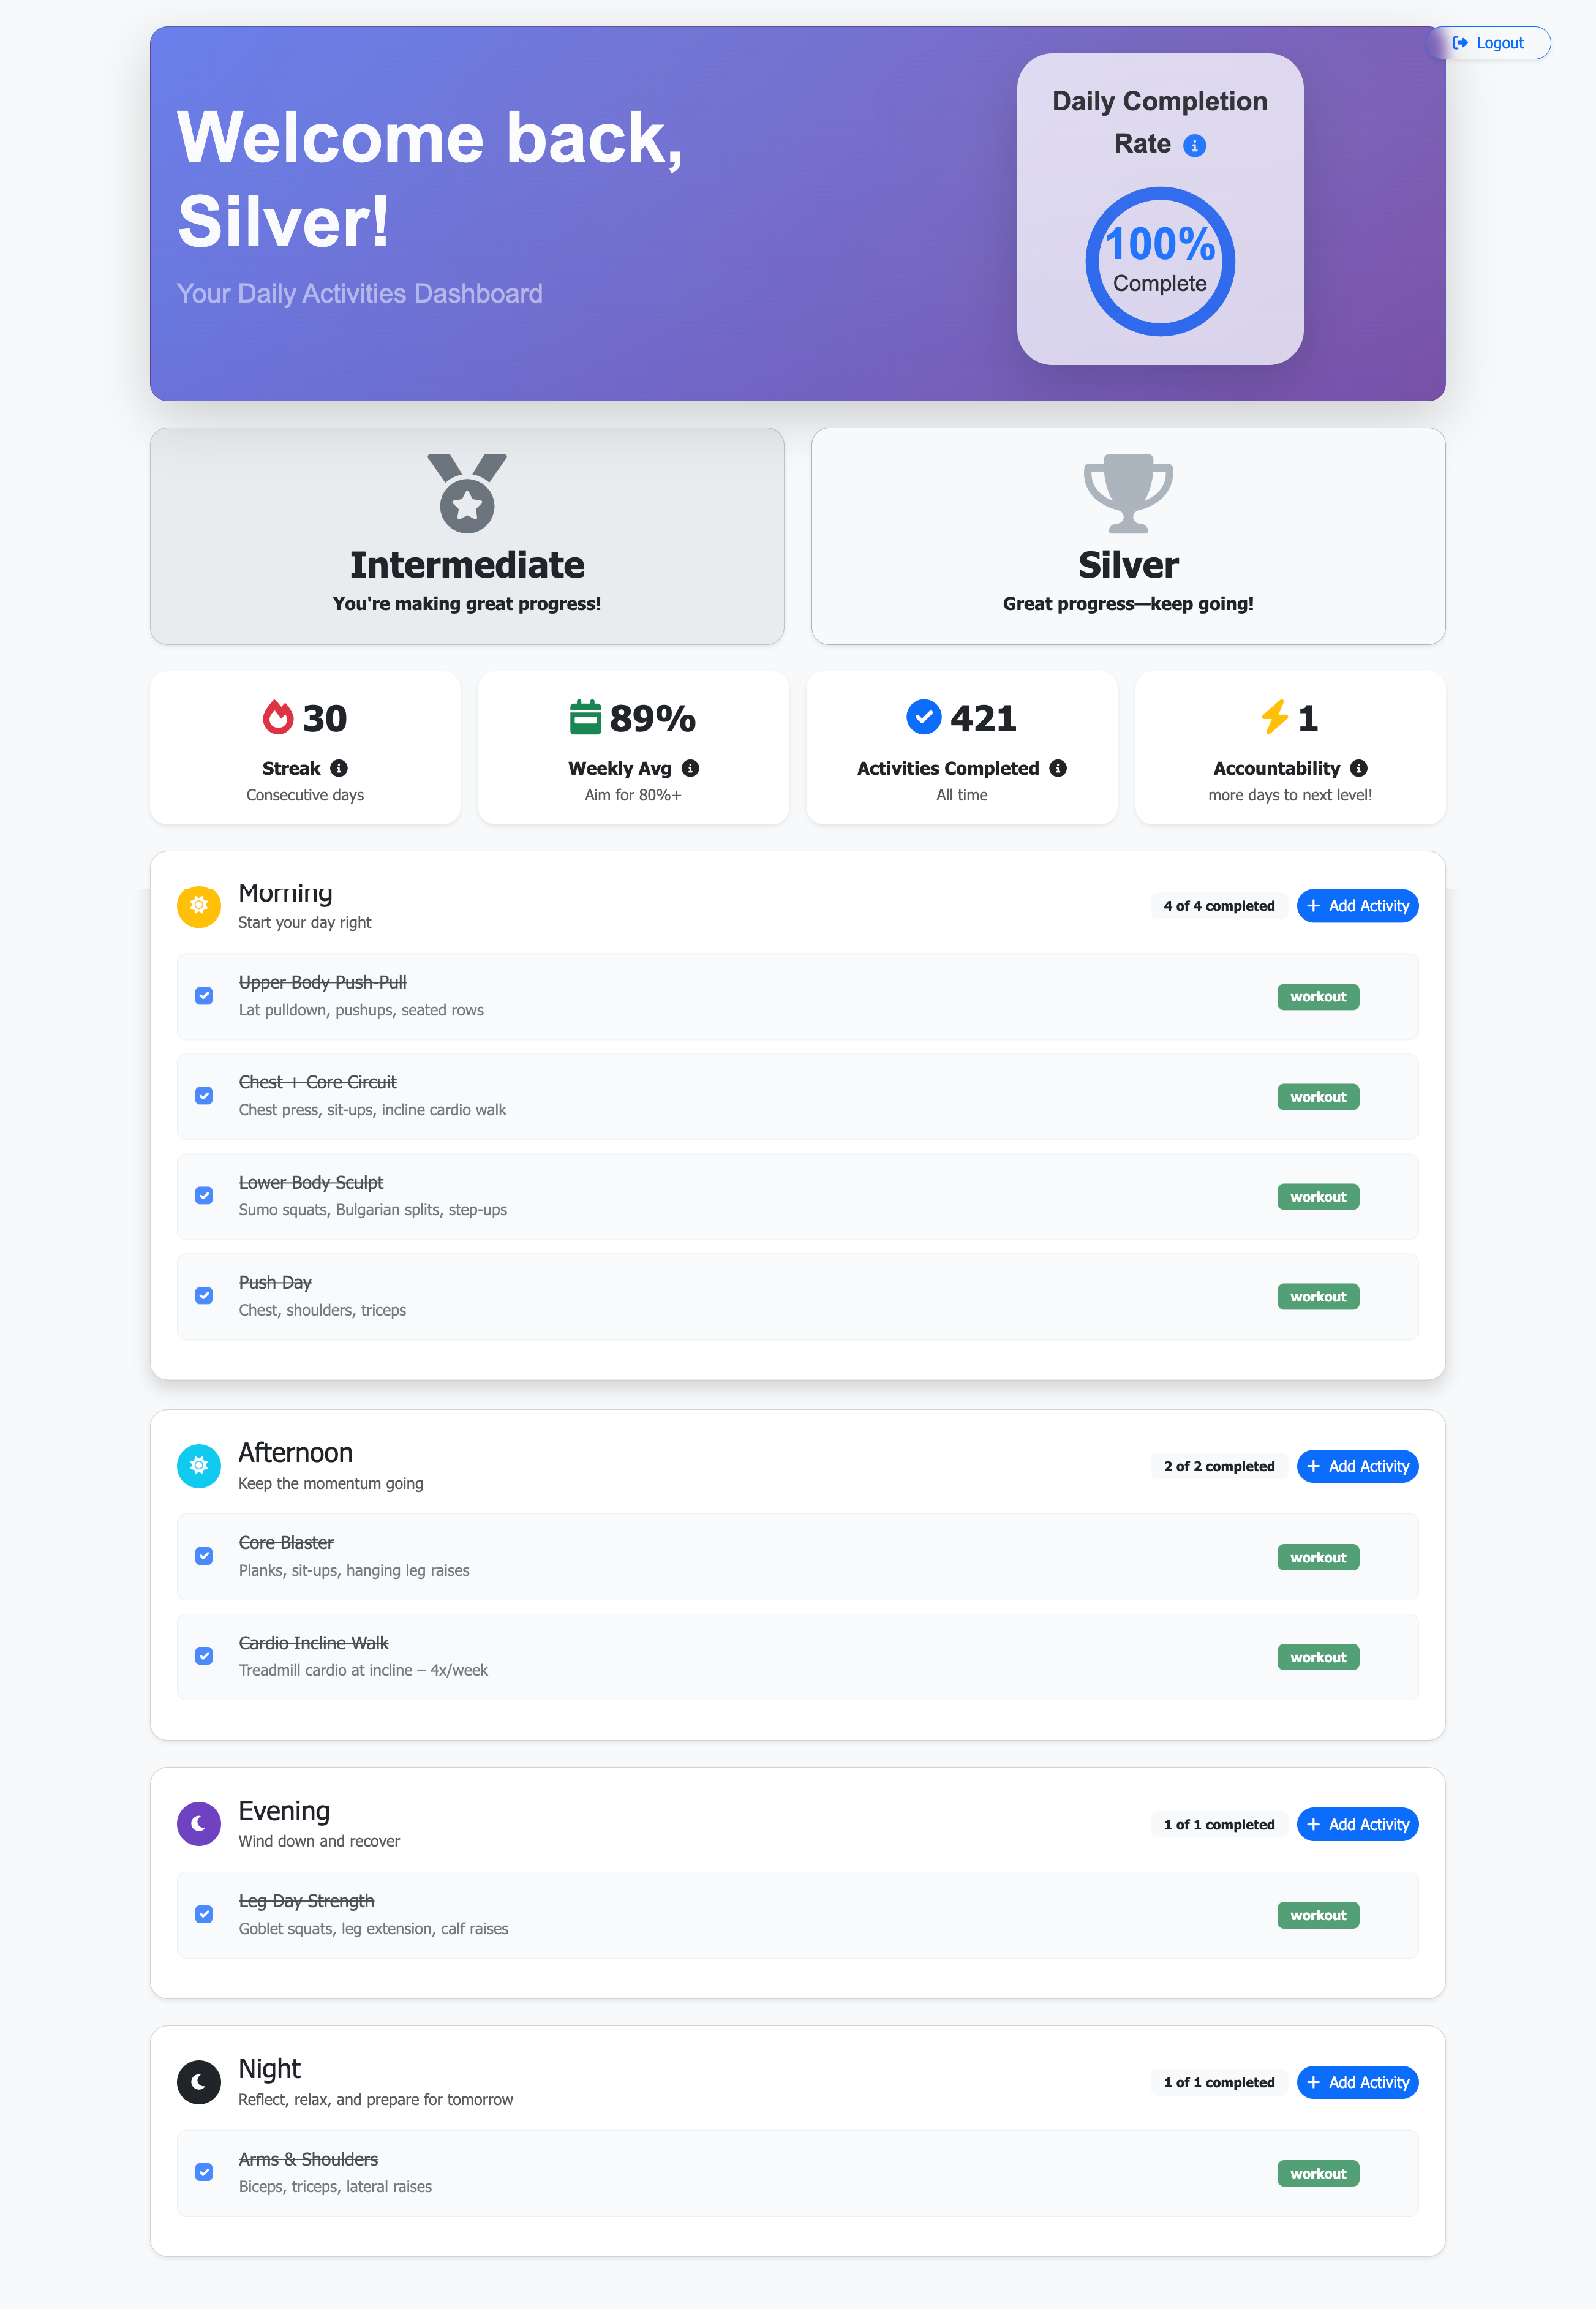 Logout
Welcome back,
Silver!
Your Daily Activities Dashboard
Daily Completion
Rate
100%
Complete
Intermediate
You're making great progress!
Silver
Great progress—keep going!
30
Streak
Consecutive days
89%
Weekly Avg
Aim for 80%+
421
Activities Completed
All time
1
Accountability
more days to next level!
Morning
Start your day right
4 of 4 completed
Add Activity
Upper Body Push-Pull
Lat pulldown, pushups, seated rows
workout
Chest + Core Circuit
Chest press, sit-ups, incline cardio walk
workout
Lower Body Sculpt
Sumo squats, Bulgarian splits, step-ups
workout
Push Day
Chest, shoulders, triceps
workout
Afternoon
Keep the momentum going
2 of 2 completed
Add Activity
Core Blaster
Planks, sit-ups, hanging leg raises
workout
Cardio Incline Walk
Treadmill cardio at incline – 4x/week
workout
Evening
Wind down and recover
1 of 1 completed
Add Activity
Leg Day Strength
Goblet squats, leg extension, calf raises
workout
Night
Reflect, relax, and prepare for tomorrow
1 of 1 completed
Add Activity
Arms & Shoulders
Biceps, triceps, lateral raises
workout